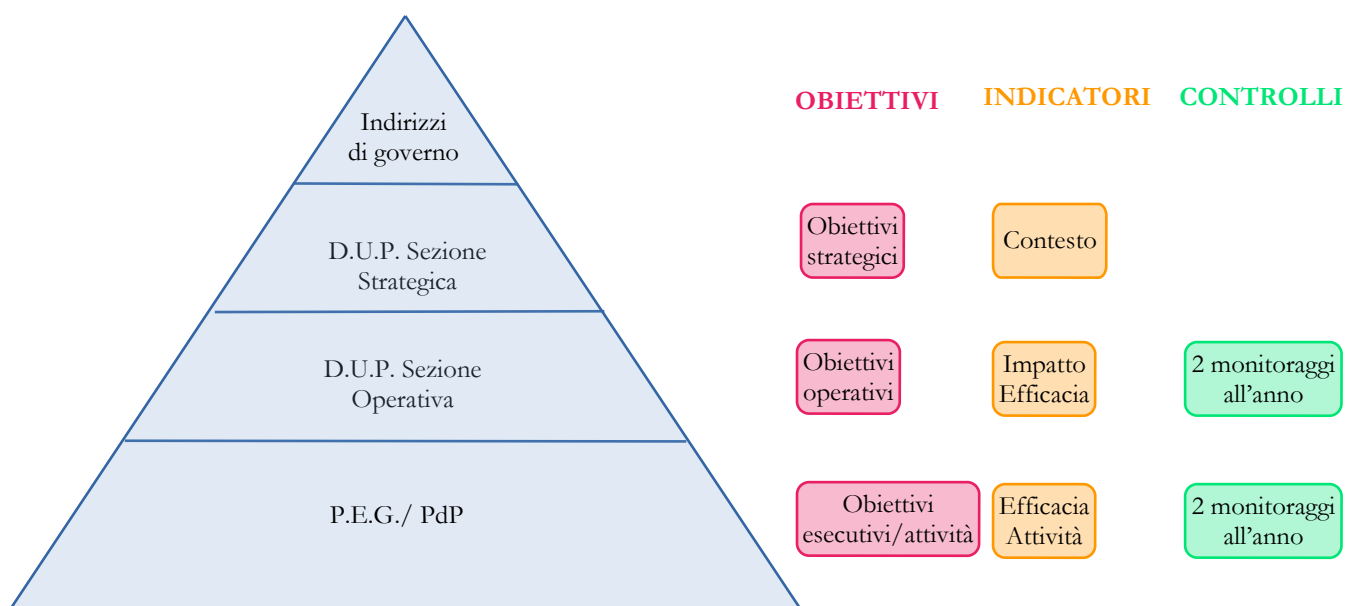 OBIETTIVI INDICATORI CONTROLLI
Indirizzi
di governo
D.U.P. Sezione
Strategica
Obiettivi
strategici
Contesto
D.U.P. Sezione
Operativa
Obiettivi
operativi
Impatto
Efficacia
2 monitoraggi
all’anno
P.E.G./ PdP
Obiettivi
esecutivi/attività
Efficacia
Attività
2 monitoraggi
all’anno